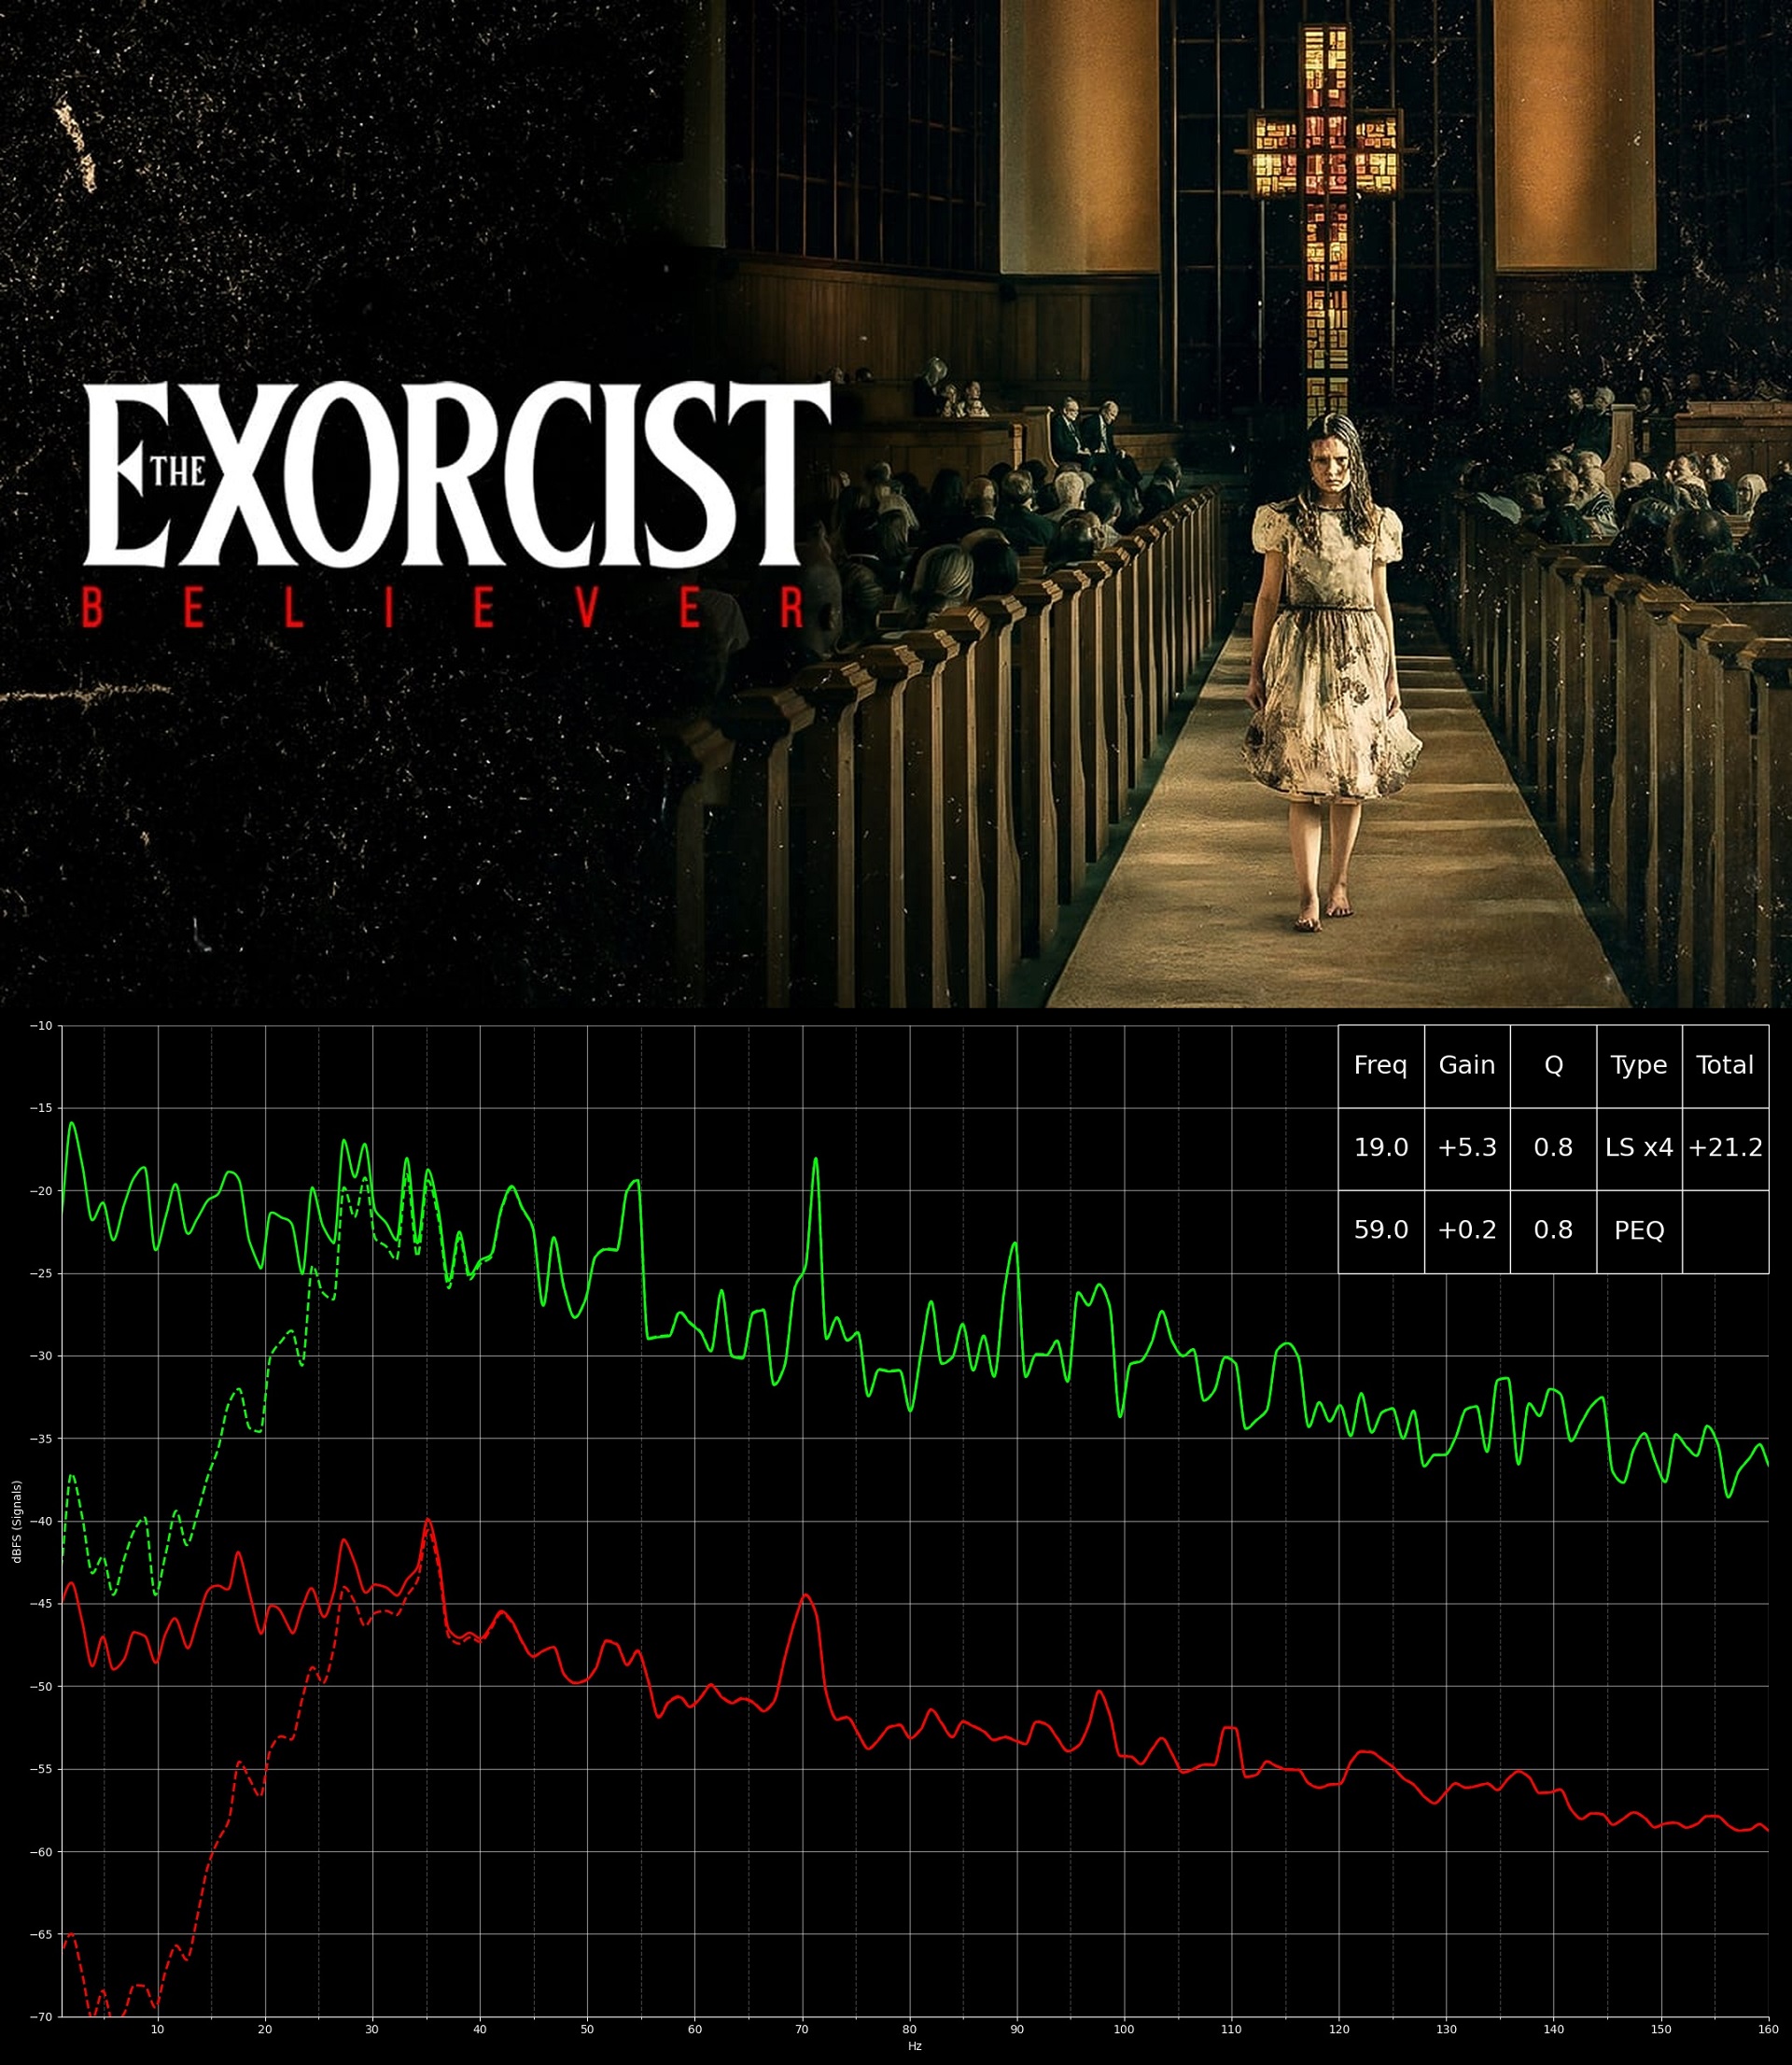 THE EXORCIST
BELIEVER
Freq Gain Q Type Total
19.0 +5.3 0.8 LS x4 +21.2
59.0 +0.2 0.8 PEQ
−10
−15
−20
−25
−30
−35
−40
−45
−50
−55
−60
−65
−70
dBFS (Signals)
10 20 30 40 50 60 70 80 90 100 110 120 130 140 150 160
Hz